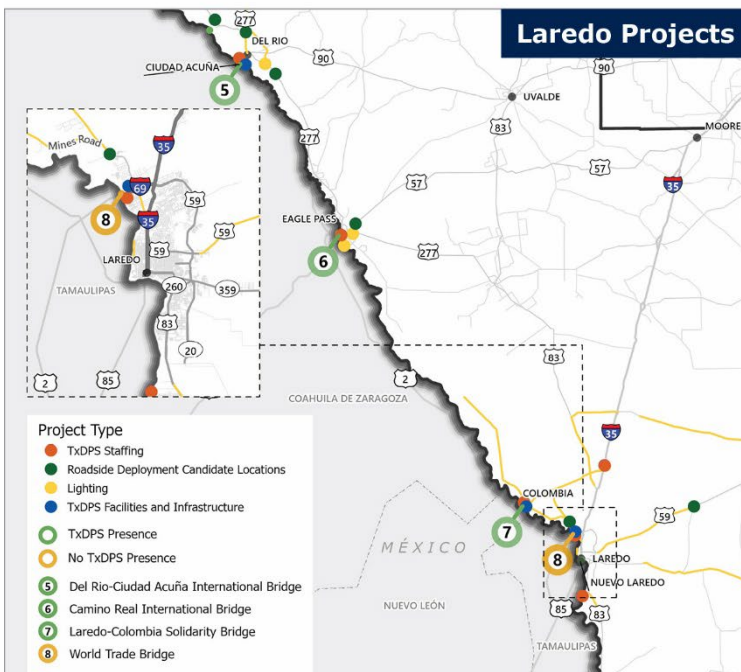 Laredo Projects
277
DEL RIO
CIUDAD ACUÑA
90
90
5
UVALDE
83
MOORE
277
35
57
57
Mines Road
35
69
59
8
35
59
LAREDO
59
TAMAULIPAS
260
359
83
20
2
85
EAGLE PASS
6
277
83
2
COAHUILA DE ZARAGOZA
35
COLOMBIA
7
59
MÉXICO
8
LAREDO
NUEVO LAREDO
85
83
NUEVO LEÓN
TAMAULIPAS
Project Type
TxDPS Staffing
Roadside Deployment Candidate Locations
Lighting
TxDPS Facilities and Infrastructure
TxDPS Presence
No TxDPS Presence
5 Del Rio-Ciudad Acuña International Bridge
6 Camino Real International Bridge
7 Laredo-Colombia Solidarity Bridge
8 World Trade Bridge